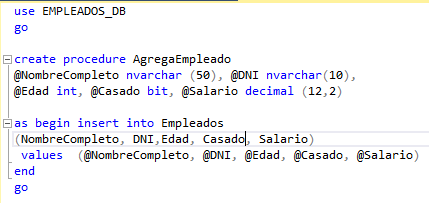 use EMPLEADOS_DB
go
create procedure AgregaEmpleado
@NombreCompleto nvarchar (50), @DNI nvarchar(10),
@Edad int, @Casado bit, @Salario decimal (12,2)
as begin insert into Empleados
(NombreCompleto, DNI,Edad, Casado, Salario)
values  (@NombreCompleto, @DNI, @Edad, @Casado, @Salario)
end
go